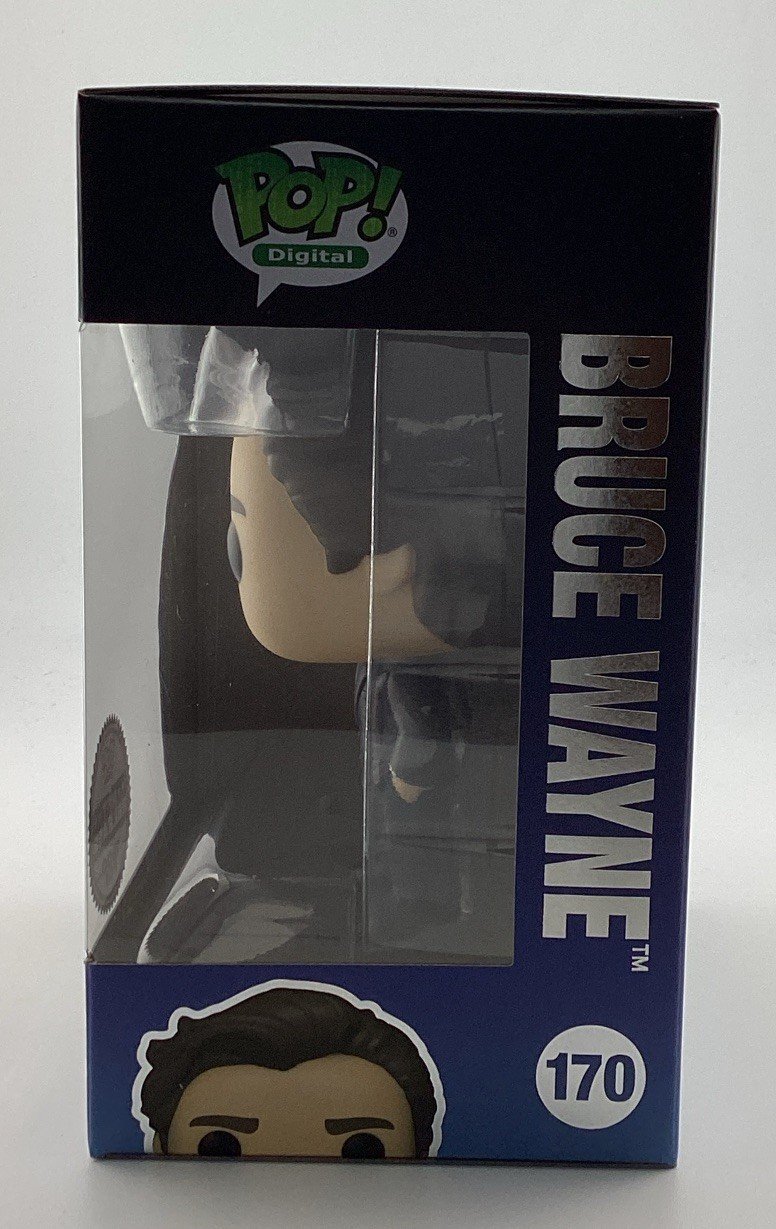 POP!®
Digital
BRUCE WAYNE™
170